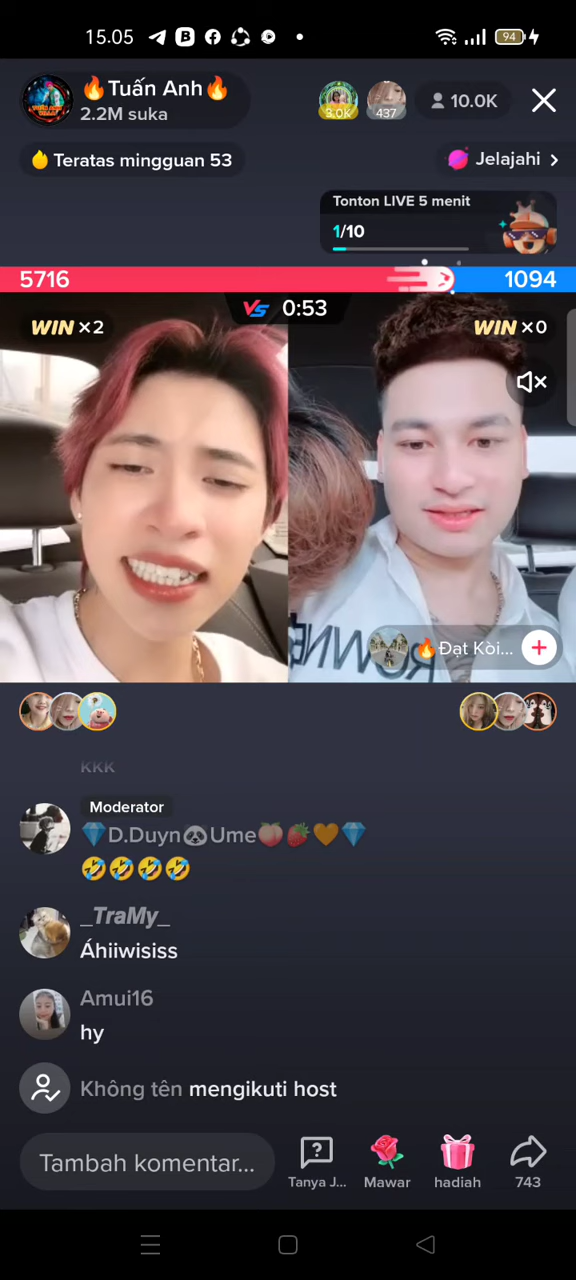 15.05
94
🔥Tuấn Anh🔥
2.2M suka
3.0K
437
10.0K
Teratas mingguan 53
Jelajahi
Tonton LIVE 5 menit
1/10
5716
1094
VS 0:53
WIN ×2
WIN ×0
🔥Đạt Kòi...
KKK
Moderator
💎D.Duyn🐼Ume🍑🍓🧡💎
🤣🤣🤣🤣
_TraMy_
Áhiiwisiss
Amui16
hy
Không tên mengikuti host
Tambah komentar...
Tanya J...
Mawar
hadiah
743